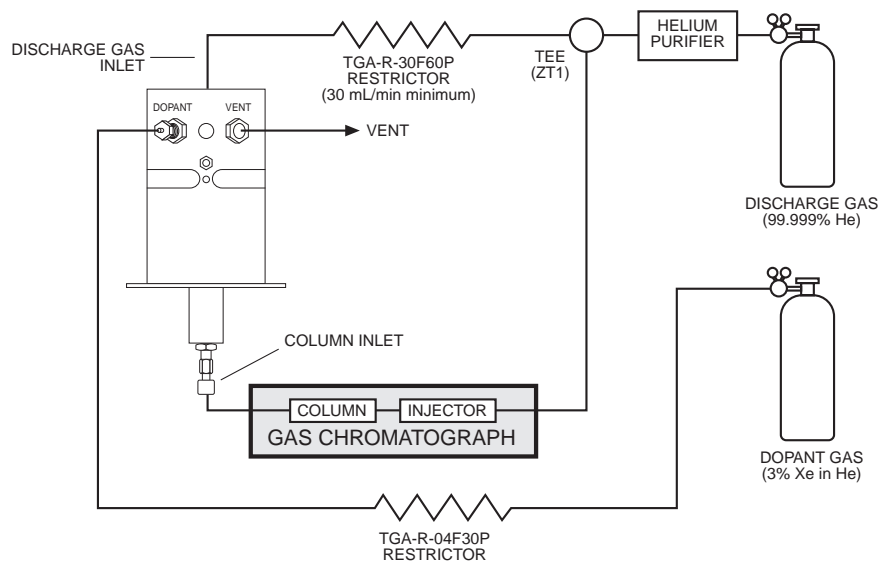 DISCHARGE GAS
INLET
TGA-R-30F60P
RESTRICTOR
(30 mL/min minimum)
TEE
(ZT1)
HELIUM
PURIFIER
DOPANT
VENT
VENT
DISCHARGE GAS
(99.999% He)
COLUMN INLET
COLUMN
INJECTOR
GAS CHROMATOGRAPH
DOPANT GAS
(3% Xe in He)
TGA-R-04F30P
RESTRICTOR